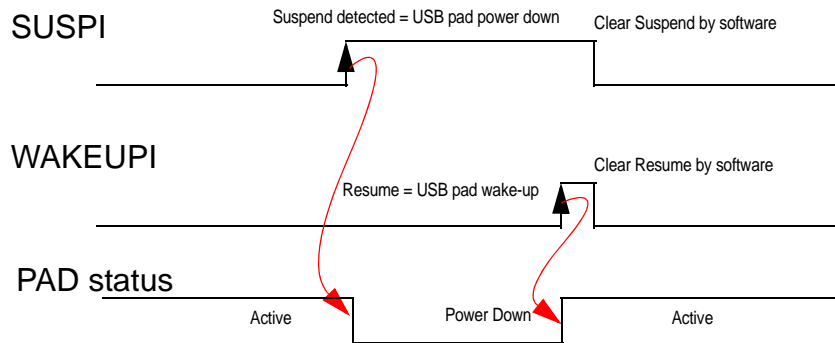 SUSPI
Suspend detected = USB pad power down
Clear Suspend by software
WAKEUPI
Resume = USB pad wake-up
Clear Resume by software
PAD status
Active
Power Down
Active